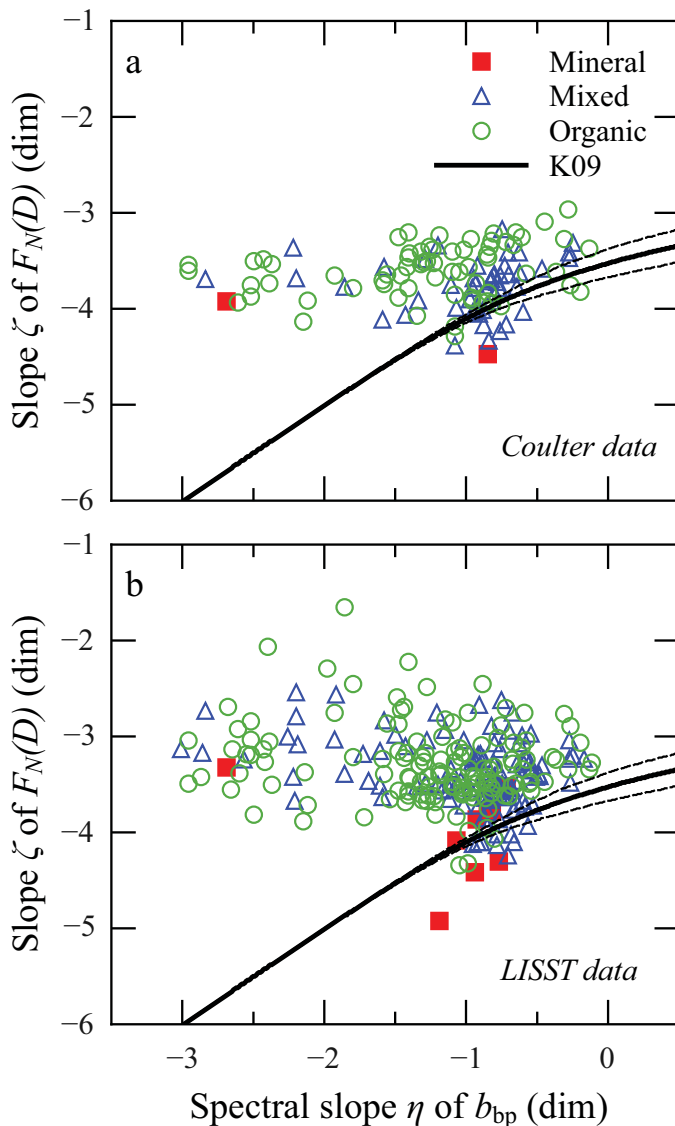 −1
a
Mineral
Mixed
Organic
K09
−2
−3
−4
−5
−6
Slope ζ of F_N(D) (dim)
Coulter data
−1
b
−2
−3
−4
−5
−6
Slope ζ of F_N(D) (dim)
LISST data
−3 −2 −1 0
Spectral slope η of b_bp (dim)